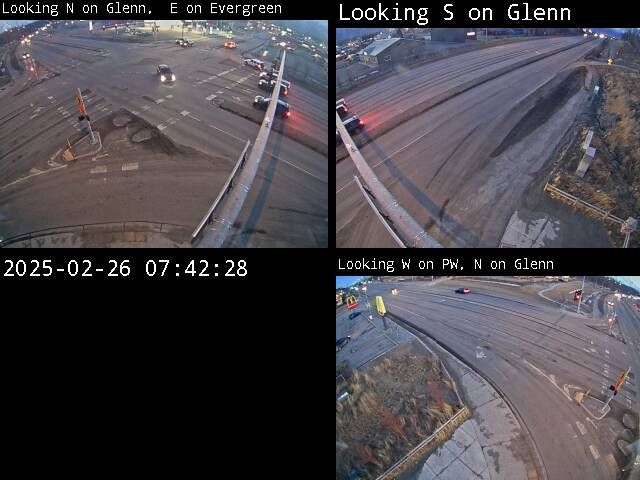 Looking N on Glenn,  E on Evergreen
Looking S on Glenn
2025-02-26 07:42:28
Looking W on PW, N on Glenn